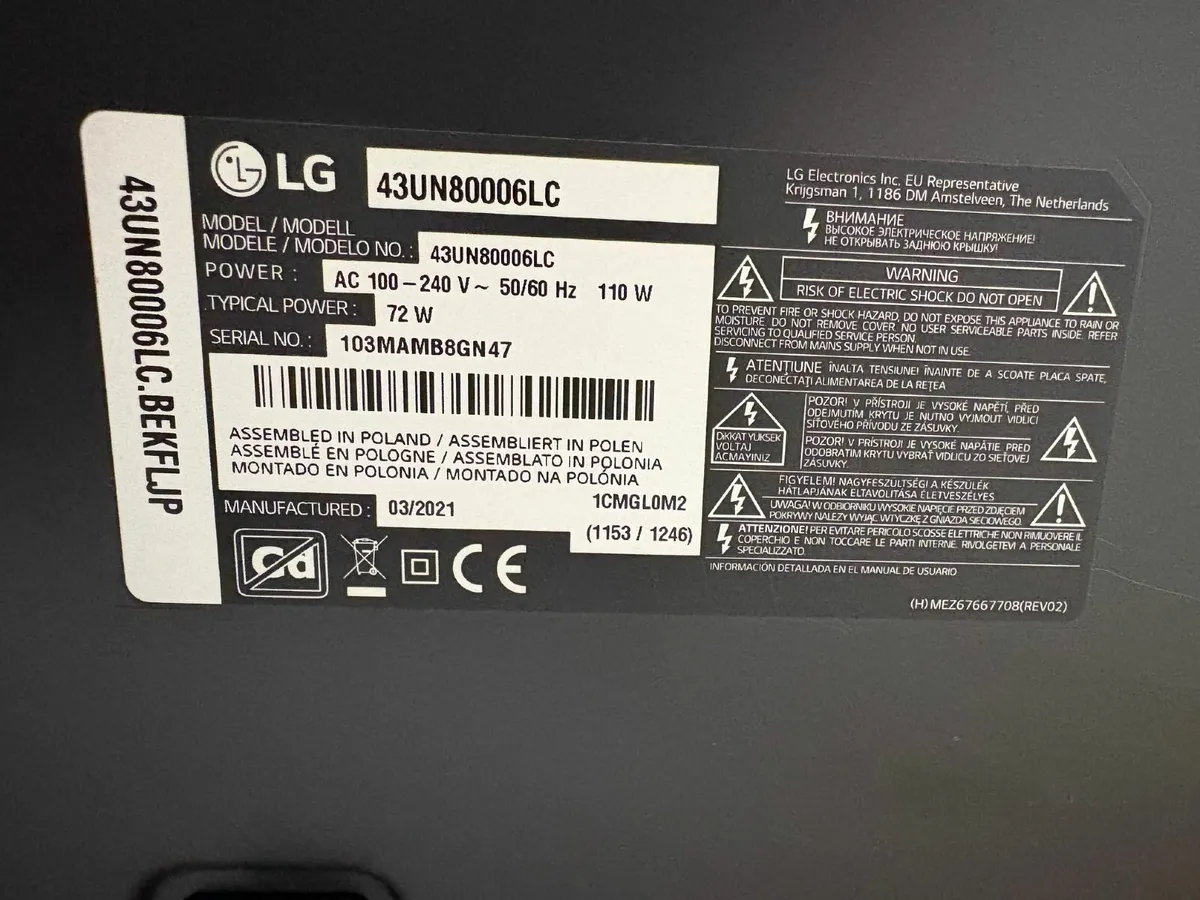 43UN80006LC.BEKFLJP
LG
43UN80006LC
MODEL / MODELL
MODELE / MODELO NO. : 43UN80006LC
POWER : AC 100–240 V~ 50/60 Hz 110 W
TYPICAL POWER : 72 W
SERIAL NO. : 103MAMB8GN47
ASSEMBLED IN POLAND / ASSEMBLIERT IN POLEN
ASSEMBLÉ EN POLOGNE / ASSEMBLATO IN POLONIA
MONTADO EN POLONIA / MONTADO NA POLÓNIA
1CMGL0M2
MANUFACTURED : 03/2021
(1153 / 1246)
Cd
CE
LG Electronics Inc. EU Representative
Krijgsman 1, 1186 DM Amstelveen, The Netherlands
ВНИМАНИЕ
ВЫСОКОЕ ЭЛЕКТРИЧЕСКОЕ НАПРЯЖЕНИЕ!
НЕ ОТКРЫВАТЬ ЗАДНЮЮ КРЫШКУ!
WARNING
RISK OF ELECTRIC SHOCK DO NOT OPEN
TO PREVENT FIRE OR SHOCK HAZARD, DO NOT EXPOSE THIS APPLIANCE TO RAIN OR
MOISTURE. DO NOT REMOVE COVER. NO USER SERVICEABLE PARTS INSIDE. REFER
SERVICING TO QUALIFIED SERVICE PERSON.
DISCONNECT FROM MAINS SUPPLY WHEN NOT IN USE.
ATENȚIUNE ÎNALTA TENSIUNE! ÎNAINTE DE A SCOATE PLACA SPATE,
DECONECTAȚI ALIMENTAREA DE LA REȚEA
DİKKAT YUKSEK
VOLTAJ
ACMAYINIZ
POZOR! V PŘÍSTROJI JE VYSOKÉ NAPĚTÍ, PŘED
ODEJMUTÍM KRYTU JE NUTNO VYJMOUT VIDLICI
SÍŤOVÉHO PŘÍVODU ZE ZÁSUVKY.
POZOR! V PRÍSTROJI JE VYSOKÉ NAPÄTIE PRED
ODOBRATIM KRYTU VYBRAŤ VIDLICU ZO SIEŤOVEJ
ZÁSUVKY.
FIGYELEM! NAGYFESZÜLTSÉG! A KÉSZÜLÉK
HÁTLAPJÁNAK ELTÁVOLÍTÁSA ÉLETVESZÉLYES
UWAGA! W ODBIORNIKU WYSOKIE NAPIĘCIE PRZED ZDJĘCIEM
POKRYWY NALEŻY WYJĄĆ WTYCZKĘ Z GNIAZDA SIECIOWEGO.
ATTENZIONE! PER EVITARE PERICOLO SCOSSE ELETTRICHE NON RIMUOVERE IL
COPERCHIO E NON TOCCARE LE PARTI INTERNE. RIVOLGETEVI A PERSONALE
SPECIALIZZATO
INFORMACIÓN DETALLADA EN EL MANUAL DE USUARIO
(H) MEZ67667708(REV02)